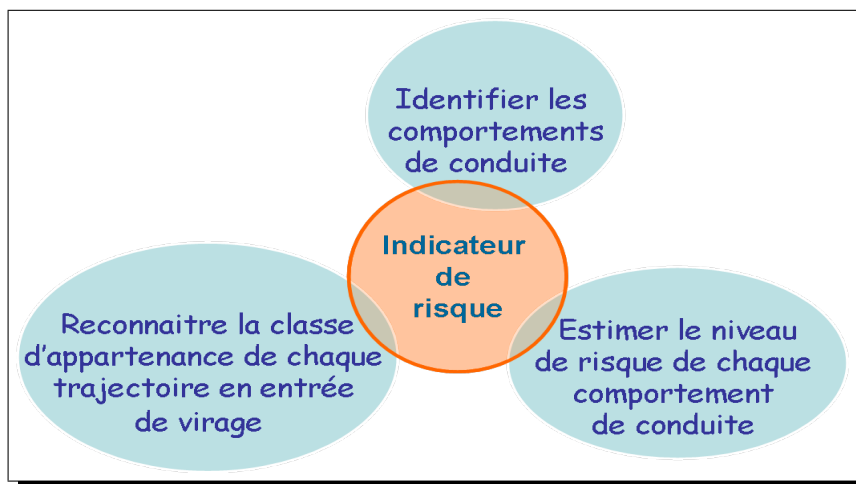 Identifier les
comportements
de conduite
Indicateur
de
risque
Reconnaitre la classe
d'appartenance de chaque
trajectoire en entrée
de virage
Estimer le niveau
de risque de chaque
comportement
de conduite